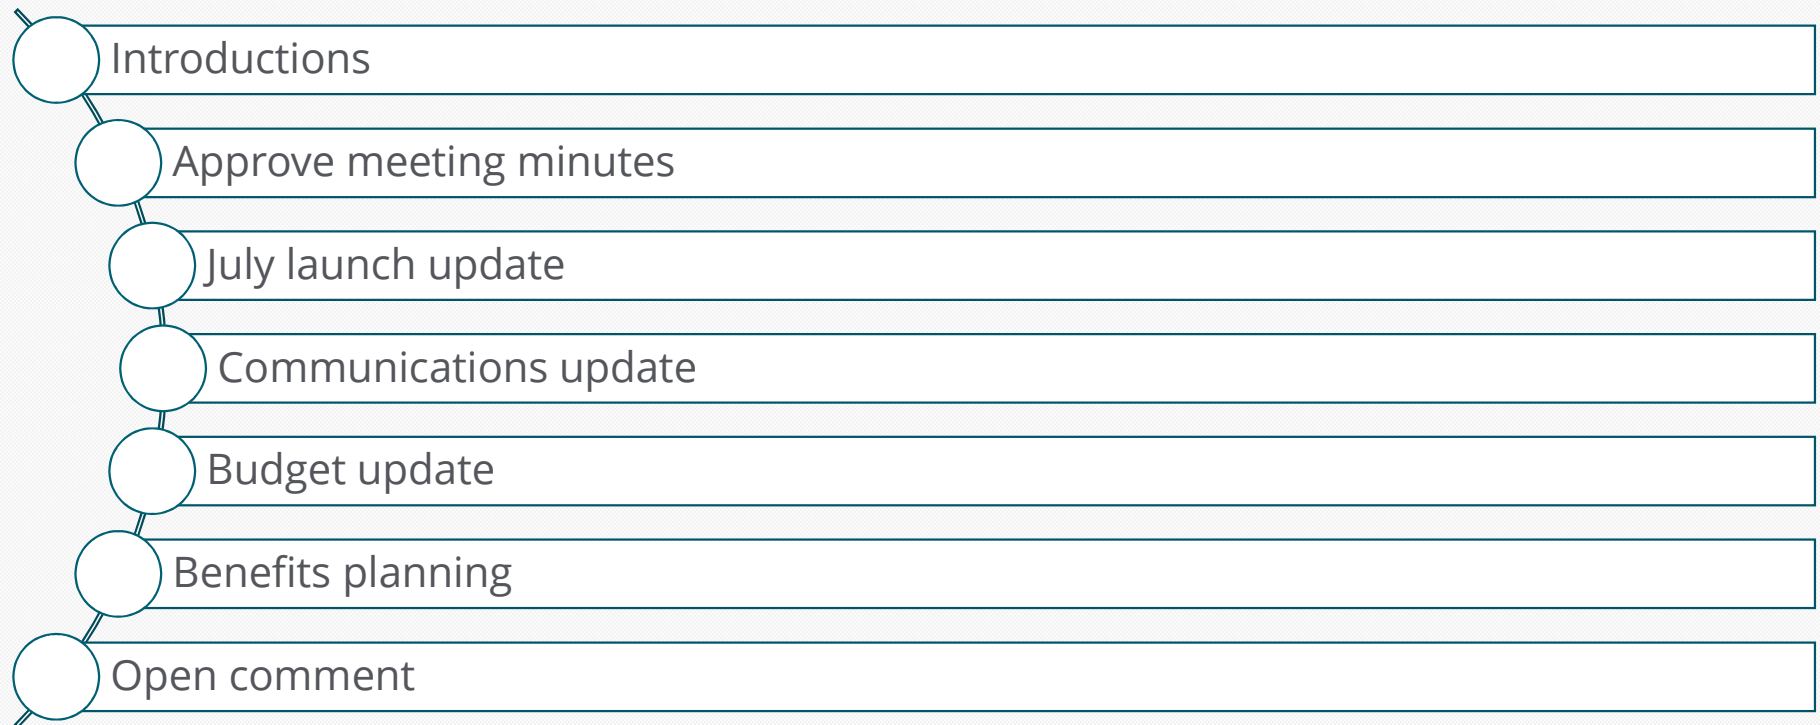 Introductions
Approve meeting minutes
July launch update
Communications update
Budget update
Benefits planning
Open comment